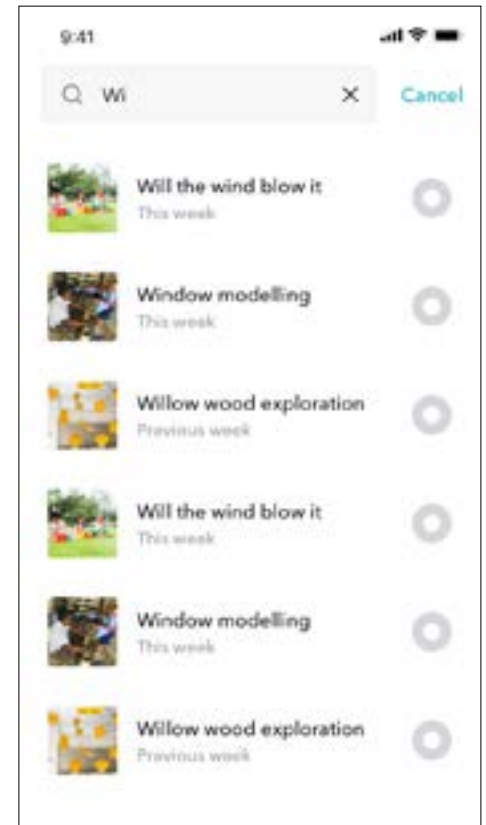 9:41
Wi Cancel
Will the wind blow it
This week
Window modelling
This week
Willow wood exploration
Previous week
Will the wind blow it
This week
Window modelling
This week
Willow wood exploration
Previous week